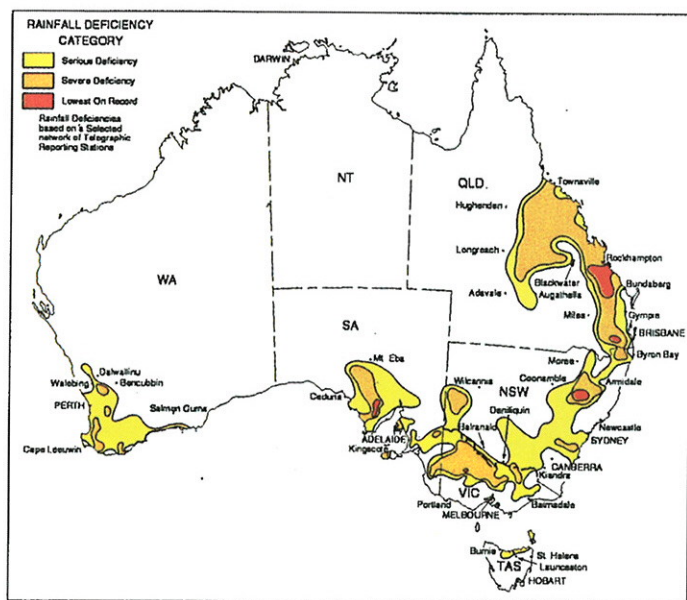 RAINFALL DEFICIENCY
CATEGORY
Serious Deficiency
Severe Deficiency
Lowest On Record
Rainfall Deficiencies
based on's Selected
network of Telegraphic
Reporting Stations
DARWIN
NT
QLD.
WA
SA
NSW
VIC
TAS
Townsville
Hughenden
Longreach
Rockhampton
Blackwater
Augathella
Bundaberg
Adavale
Miles
Gympie
BRISBANE
Byron Bay
Moree
Mt. Eba
Coonamble
Armidale
Wilcannia
Dalwallinu
Walebing
Bencubbin
PERTH
Salmon Gums
Ceduna
Deniliquin
Balranald
Newcastle
SYDNEY
ADELAIDE
Kingscote
Cape Leeuwin
CANBERRA
Kiandra
Portland
MELBOURNE
Bairnsdale
Burnie
St. Helens
Launceston
HOBART